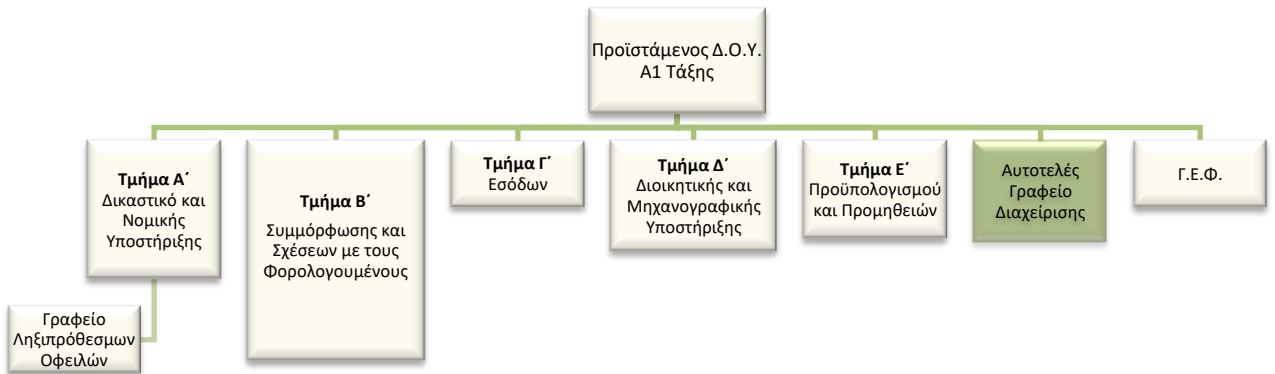 Προϊστάμενος Δ.Ο.Υ.
Α1 Τάξης
Τμήμα Α΄
Δικαστικό και
Νομικής
Υποστήριξης
Τμήμα Β΄
Συμμόρφωσης και
Σχέσεων με τους
Φορολογουμένους
Τμήμα Γ΄
Εσόδων
Τμήμα Δ΄
Διοικητικής και
Μηχανογραφικής
Υποστήριξης
Τμήμα Ε΄
Προϋπολογισμού
και Προμηθειών
Αυτοτελές
Γραφείο
Διαχείρισης
Γ.Ε.Φ.
Γραφείο
Ληξιπρόθεσμων
Οφειλών